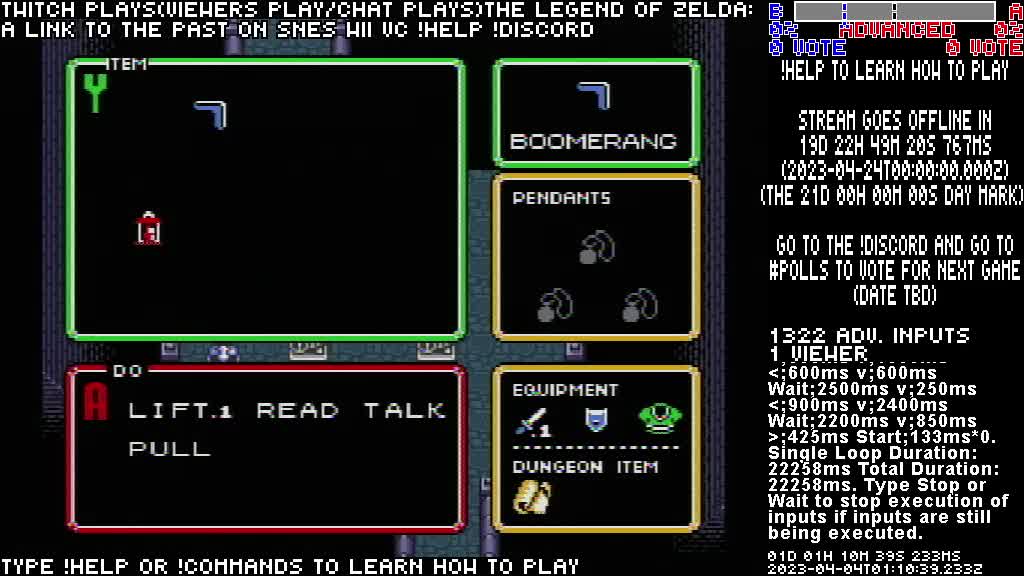 TWITCH PLAYS(VIEWERS PLAY/CHAT PLAYS)THE LEGEND OF ZELDA:
A LINK TO THE PAST ON SNES WII VC !HELP !DISCORD
B
A
0%
ADVANCED
0%
0 VOTE
0 VOTE
!HELP TO LEARN HOW TO PLAY
STREAM GOES OFFLINE IN
19D 22H 49M 20S 767MS
(2023-04-24T00:00:00.000Z)
(THE 21D 00H 00M 00S DAY MARK)
GO TO THE !DISCORD AND GO TO
#POLLS TO VOTE FOR NEXT GAME
(DATE TBD)
1322 ADV. INPUTS
1 VIEWER
<;600ms v;600ms
Wait;2500ms v;250ms
<;900ms v;2400ms
Wait;2200ms v;850ms
>;425ms Start;133ms*0.
Single Loop Duration:
22258ms Total Duration:
22258ms. Type Stop or
Wait to stop execution of
inputs if inputs are still
being executed.
01D 01H 10M 39S 233MS
2023-04-04T01:10:39.233Z
ITEM
Y
BOOMERANG
PENDANTS
DO
A
LIFT.1 READ TALK
PULL
EQUIPMENT
.1
DUNGEON ITEM
TYPE !HELP OR !COMMANDS TO LEARN HOW TO PLAY